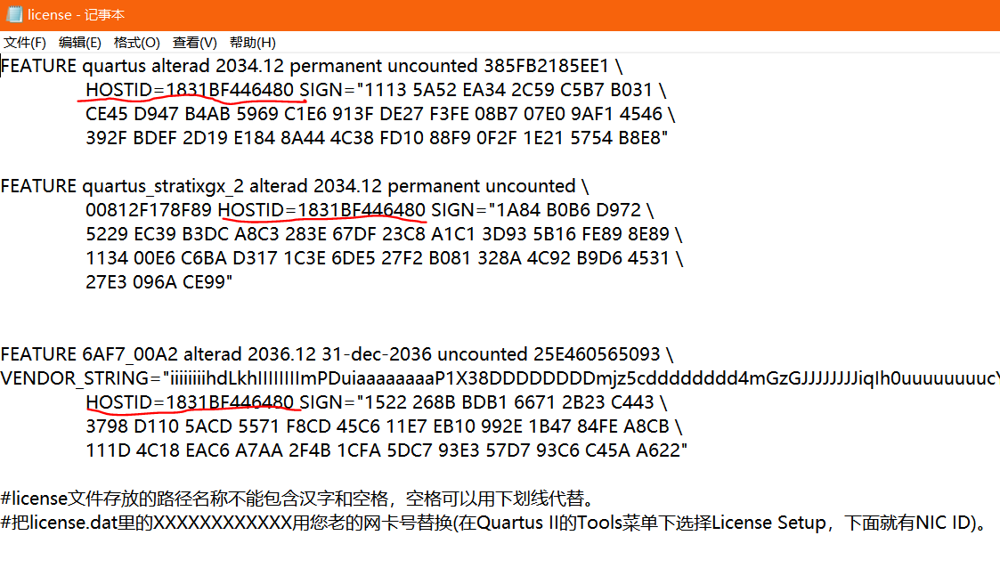 license - 记事本
文件(F) 编辑(E) 格式(O) 查看(V) 帮助(H)
FEATURE quartus alterad 2034.12 permanent uncounted 385FB2185EE1 \
HOSTID=1831BF446480 SIGN="1113 5A52 EA34 2C59 C5B7 B031 \
CE45 D947 B4AB 5969 C1E6 913F DE27 F3FE 08B7 07E0 9AF1 4546 \
392F BDEF 2D19 E184 8A44 4C38 FD10 88F9 0F2F 1E21 5754 B8E8"
FEATURE quartus_stratixgx_2 alterad 2034.12 permanent uncounted \
00812F178F89 HOSTID=1831BF446480 SIGN="1A84 B0B6 D972 \
5229 EC39 B3DC A8C3 283E 67DF 23C8 A1C1 3D93 5B16 FE89 8E89 \
1134 00E6 C6BA D317 1C3E 6DE5 27F2 B081 328A 4C92 B9D6 4531 \
27E3 096A CE99"
FEATURE 6AF7_00A2 alterad 2036.12 31-dec-2036 uncounted 25E460565093 \
VENDOR_STRING="
HOSTID=1831BF446480 SIGN="1522 268B BDB1 6671 2B23 C443 \
3798 D110 5ACD 5571 F8CD 45C6 11E7 EB10 992E 1B47 84FE A8CB \
111D 4C18 EAC6 A7AA 2F4B 1CFA 5DC7 93E3 57D7 93C6 C45A A622"
#license文件存放的路径名称不能包含汉字和空格，空格可以用下划线代替。
#把license.dat里的XXXXXXXXXXXX用您老的网卡号替换(在Quartus II的Tools菜单下选择License Setup，下面就有NIC ID)。